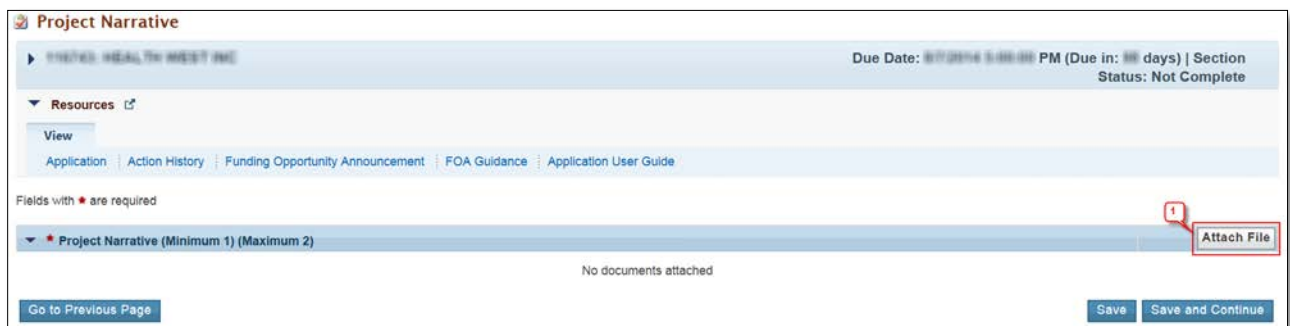 Project Narrative
Due Date: PM (Due in: days) | Section
Status: Not Complete
Resources
View
Application Action History Funding Opportunity Announcement FOA Guidance Application User Guide
Fields with * are required
1
* Project Narrative (Minimum 1) (Maximum 2) Attach File
No documents attached
Go to Previous Page Save Save and Continue